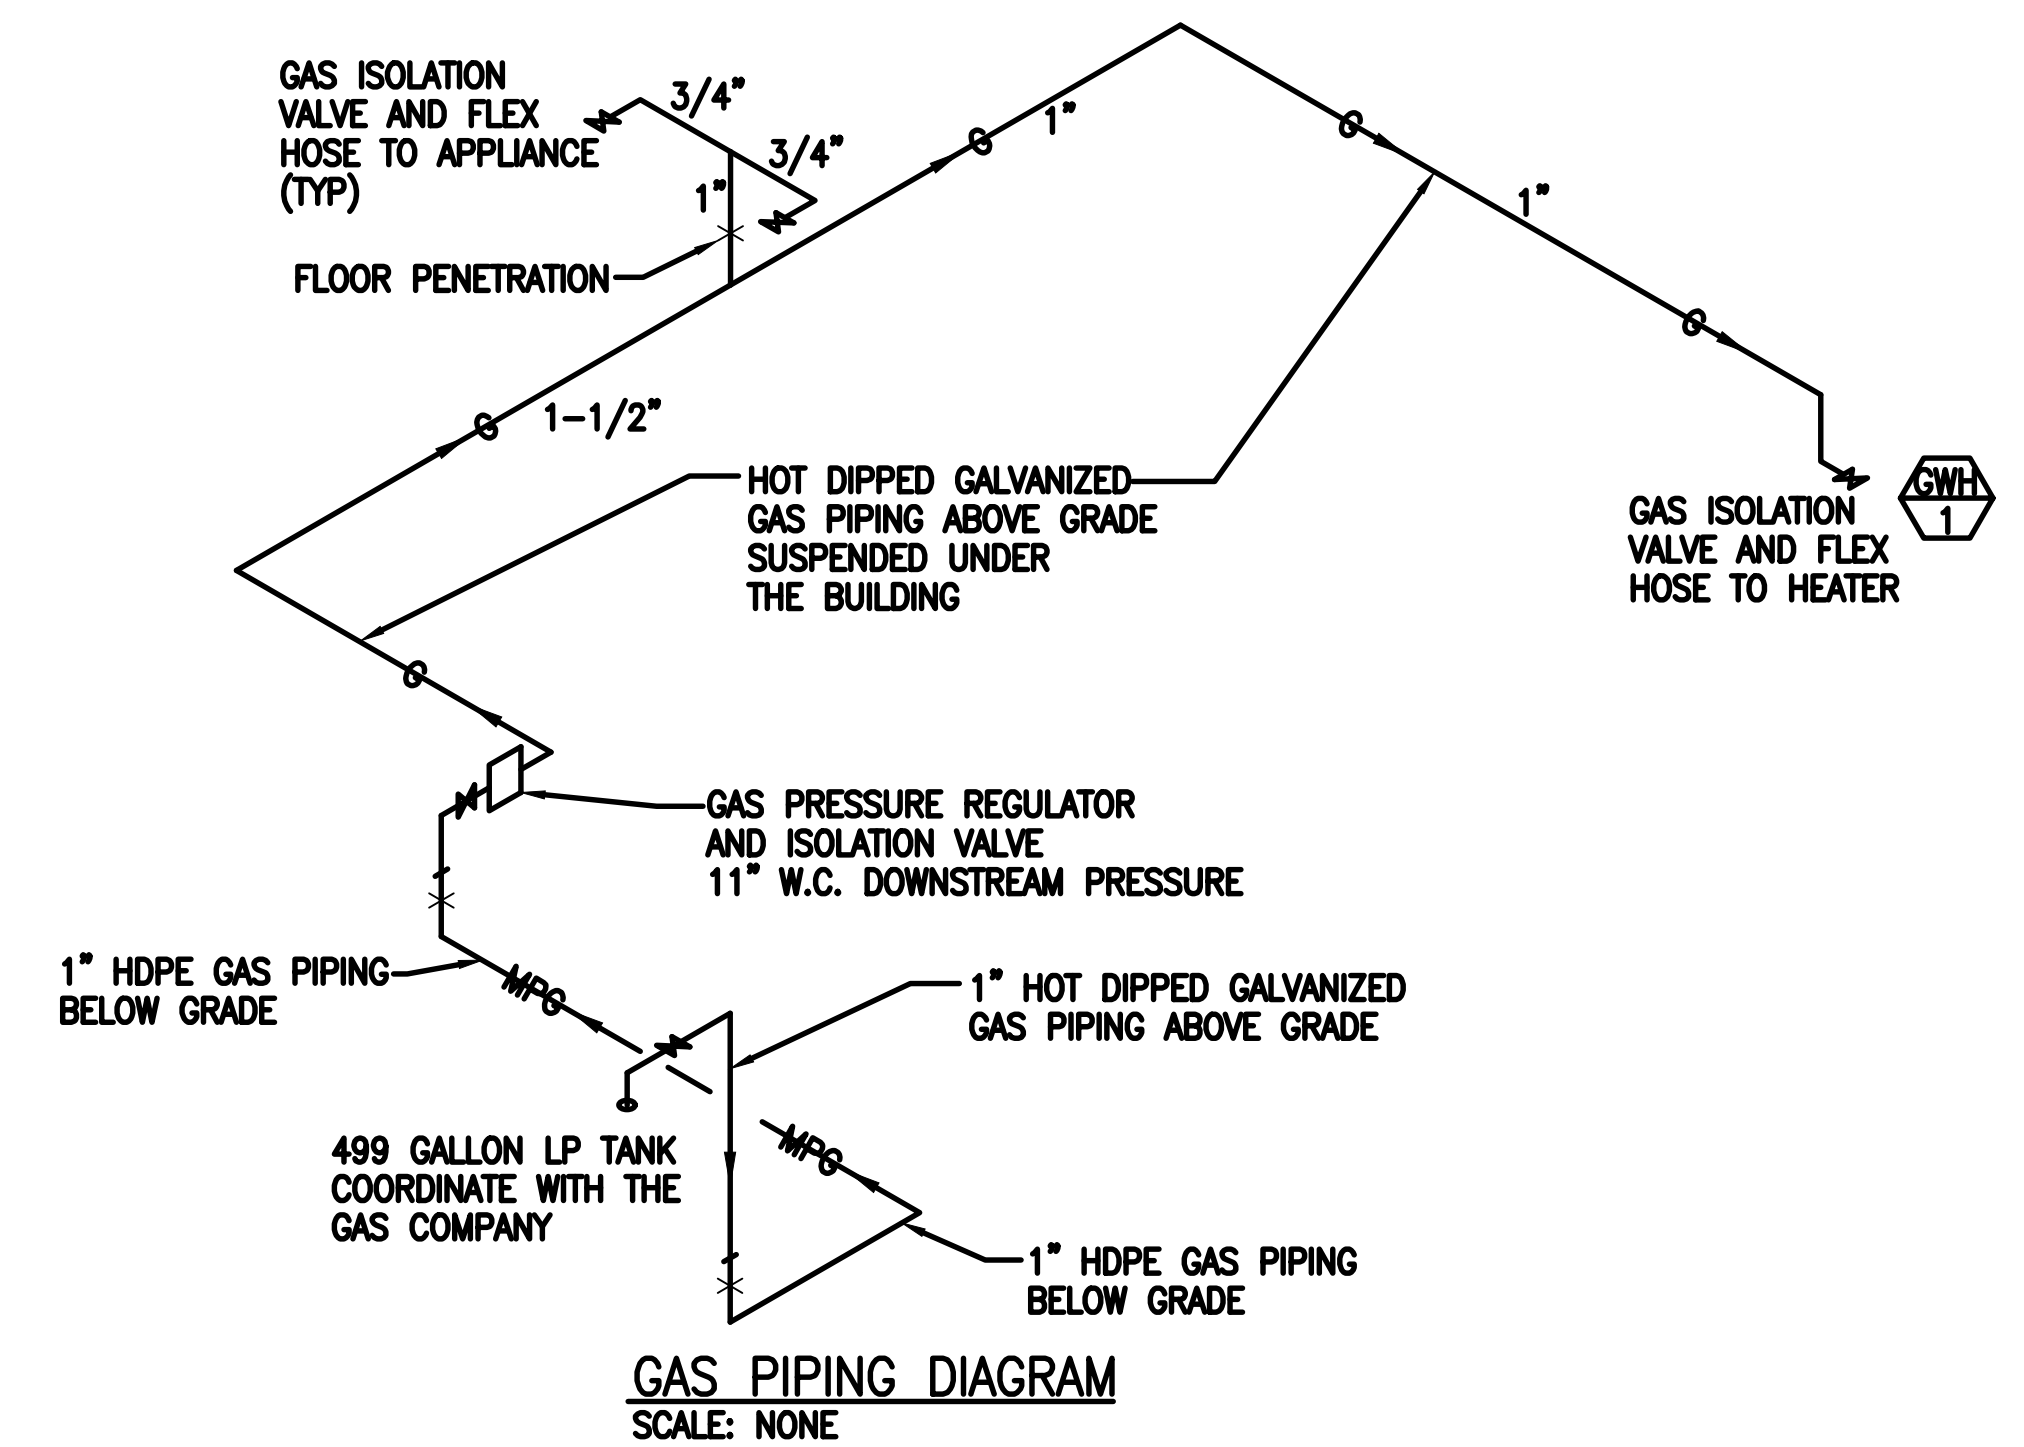 GAS ISOLATION
VALVE AND FLEX
HOSE TO APPLIANCE
(TYP)
3/4"
3/4"
1"
FLOOR PENETRATION
G
1"
G
1"
G
G
1-1/2"
HOT DIPPED GALVANIZED
GAS PIPING ABOVE GRADE
SUSPENDED UNDER
THE BUILDING
GWH
1
GAS ISOLATION
VALVE AND FLEX
HOSE TO HEATER
G
GAS PRESSURE REGULATOR
AND ISOLATION VALVE
11" W.C. DOWNSTREAM PRESSURE
1" HDPE GAS PIPING
BELOW GRADE
MPG
1" HOT DIPPED GALVANIZED
GAS PIPING ABOVE GRADE
499 GALLON LP TANK
COORDINATE WITH THE
GAS COMPANY
MPG
1" HDPE GAS PIPING
BELOW GRADE
GAS PIPING DIAGRAM
SCALE: NONE